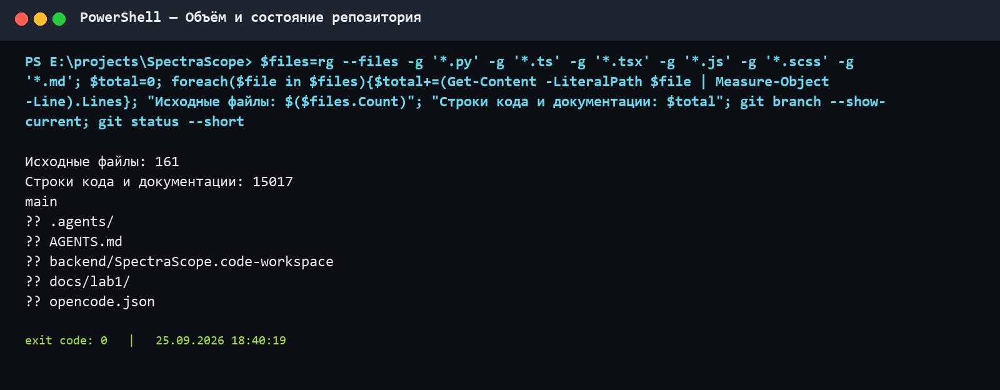 PowerShell — Объём и состояние репозитория
PS E:\projects\SpectraScope> $files=rg --files -g '*.py' -g '*.ts' -g '*.tsx' -g '*.js' -g '*.scss' -g
'*.md'; $total=0; foreach($file in $files){$total+=(Get-Content -LiteralPath $file | Measure-Object
-Line).Lines}; "Исходные файлы: $($files.Count)"; "Строки кода и документации: $total"; git branch --show-
current; git status --short
Исходные файлы: 161
Строки кода и документации: 15017
main
?? .agents/
?? AGENTS.md
?? backend/SpectraScope.code-workspace
?? docs/lab1/
?? opencode.json
exit code: 0 | 25.09.2026 18:40:19